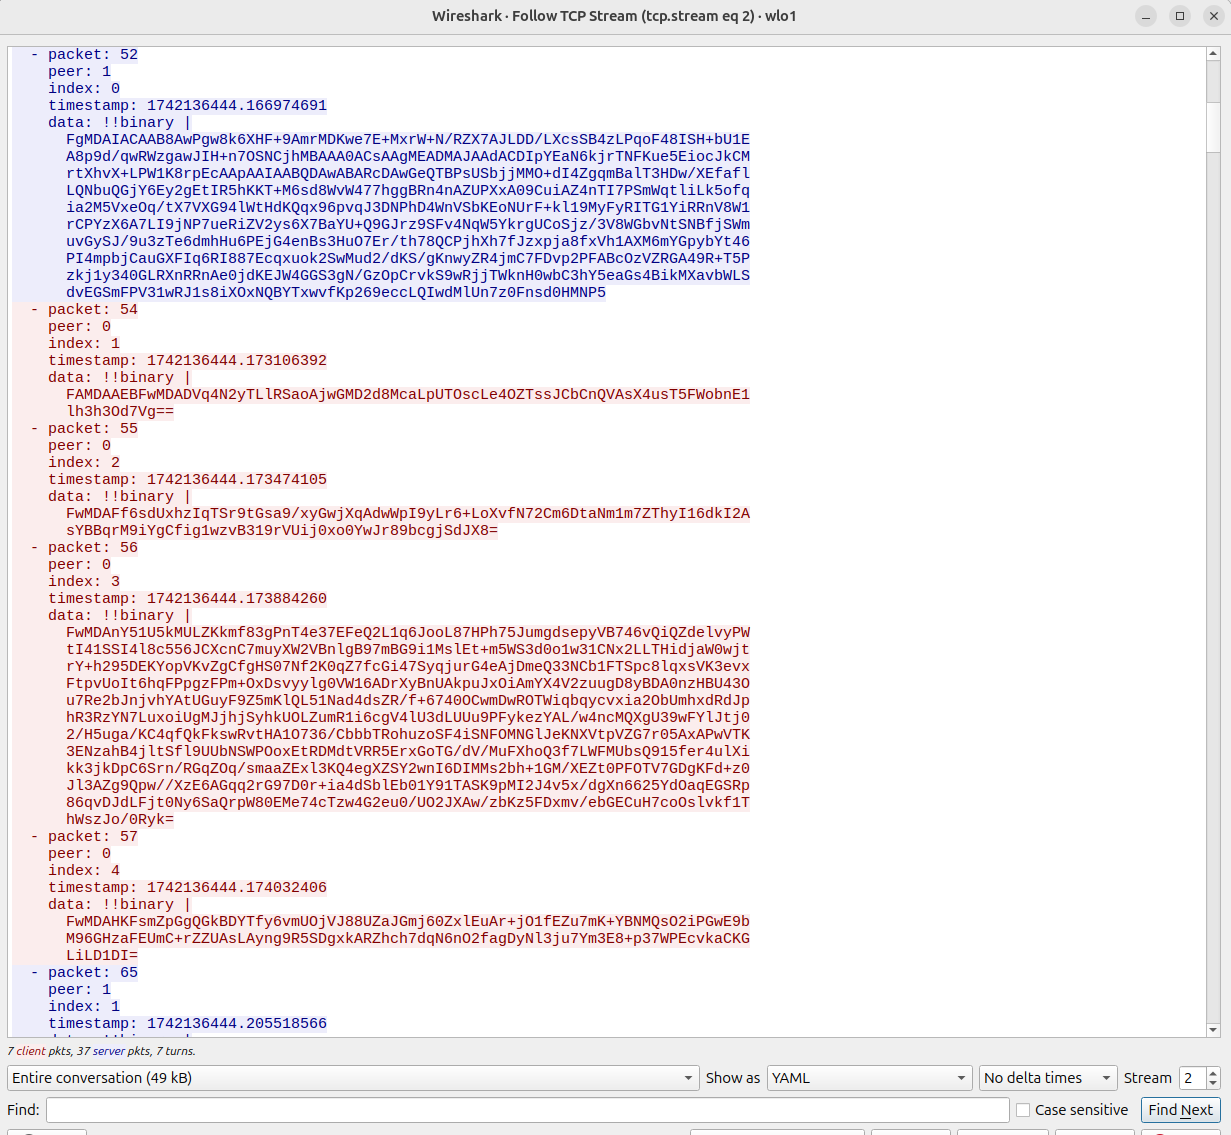 Wireshark · Follow TCP Stream (tcp.stream eq 2) · wlo1
- packet: 52
peer: 1
index: 0
timestamp: 1742136444.166974691
data: !!binary |
FgMDAIACAAB8AwPgw8k6XHF+9AmrMDKwe7E+MxrW+N/RZX7AJLDD/LXcsSB4zLPqoF48ISH+bU1E
A8p9d/qwRWzgawJIH+n7OSNCjhMBAAA0ACsAAgMEADMAJAAdACDIpYEaN6kjrTNFKue5EiocJkCM
rtXhvX+LPW1K8rpEcAApAAIAABQDAwABARcDAwGeQTBPsUSbjjMMO+dI4ZgqmBalT3HDw/XEfafl
LQNbuQGjY6Ey2gEtIR5hKKT+M6sd8WvW477hggBRn4nAZUPXxA09CuiAZ4nTI7PSmWqtliLk5ofq
ia2M5VxeOq/tX7VXG94lWtHdKQqx96pvqJ3DNPhD4WnVSbKEoNUrF+kl19MyFyRITG1YiRRnV8W1
rCPYzX6A7LI9jNP7ueRiZV2ys6X7BaYU+Q9GJrz9SFv4NqW5YkrgUCoSjz/3V8WGbvNtSNBfjSWm
uvGySJ/9u3zTe6dmhHu6PEjG4enBs3HuO7Er/th78QCPjhXh7fJzxpja8fxVh1AXM6mYGpybYt46
PI4mpbjCauGXFIq6RI887Ecqxuok2SwMud2/dKS/gKnwyZR4jmC7FDvp2PFABcOzVZRGA49R+T5P
zkj1y340GLRXnRRnAe0jdKEJW4GGS3gN/GzOpCrvkS9wRjjTWknH0wbC3hY5eaGs4BikMXavbWLS
dvEGSmFPV31wRJ1s8iXOxNQBYTxwvfKp269eccLQIwdMlUn7z0Fnsd0HMNP5
- packet: 54
peer: 0
index: 1
timestamp: 1742136444.173106392
data: !!binary |
FAMDAAEBFwMDADVq4N2yTLlRSaoAjwGMD2d8McaLpUTOscLe4OZTssJCbCnQVAsX4usT5FWobnE1
lh3h3Od7Vg==
- packet: 55
peer: 0
index: 2
timestamp: 1742136444.173474105
data: !!binary |
FwMDAFf6sdUxhzIqTSr9tGsa9/xyGwjXqAdwWpI9yLr6+LoXvfN72Cm6DtaNm1m7ZThyI16dkI2A
sYBBqrM9iYgCfig1wzvB319rVUij0xo0YwJr89bcgjSdJX8=
- packet: 56
peer: 0
index: 3
timestamp: 1742136444.173884260
data: !!binary |
FwMDAnY51U5kMULZKkmf83gPnT4e37EFeQ2L1q6JooL87HPh75JumgdsepyVB746vQiQZdelvyPW
tI41SSI4l8c556JCXcnC7muyXW2VBnlgB97mBG9i1MslEt+m5WS3d0o1w31CNx2LLTHidjaW0wjt
rY+h295DEKYopVKvZgCfgHS07Nf2K0qZ7fcGi47SyqjurG4eAjDmeQ33NCb1FTSpc8lqxsVK3evx
FtpvUoIt6hqFPpgzFPm+OxDsvyylg0VW16ADrXyBnUAkpuJxOiAmYX4V2zuugD8yBDA0nzHBU43O
u7Re2bJnjvhYAtUGuyF9Z5mKlQL51Nad4dsZR/f+6740OCwmDwROTWiqbqycvxia2ObUmhxdRdJp
hR3RzYN7LuxoiUgMJjhjSyhkUOLZumR1i6cgV4lU3dLUUu9PFykezYAL/w4ncMQXgU39wFYlJtj0
2/H5uga/KC4qfQkFkswRvtHA1O736/CbbbTRohuzoSF4iSNFOMNGlJeKNXVtpVZG7r05AxAPwVTK
3ENzahB4jltSfl9UUbNSWPOoxEtRDMdtVRR5ErxGoTG/dV/MuFXhoQ3f7LWFMUbsQ915fer4ulXi
kk3jkDpC6Srn/RGqZOq/smaaZExl3KQ4egXZSY2wnI6DIMMs2bh+1GM/XEZt0PFOTV7GDgKFd+z0
Jl3AZg9Qpw//XzE6AGqq2rG97D0r+ia4dSblEb01Y91TASK9pMI2J4v5x/dgXn6625YdOaqEGSRp
86qvDJdLFjt0Ny6SaQrpW80EMe74cTzw4G2eu0/UO2JXAw/zbKz5FDxmv/ebGECuH7coOslvkf1T
hWszJo/0Ryk=
- packet: 57
peer: 0
index: 4
timestamp: 1742136444.174032406
data: !!binary |
FwMDAHKFsmZpGgQGkBDYTfy6vmUOjVJ88UZaJGmj60ZxlEuAr+jO1fEZu7mK+YBNMQsO2iPGwE9b
M96GHzaFEUmC+rZZUAsLAyng9R5SDgxkARZhch7dqN6nO2fagDyNl3ju7Ym3E8+p37WPEcvkaCKG
LiLD1DI=
- packet: 65
peer: 1
index: 1
timestamp: 1742136444.205518566
7 client pkts, 37 server pkts, 7 turns.
Entire conversation (49 kB) Show as YAML No delta times Stream 2
Find: Case sensitive Find Next